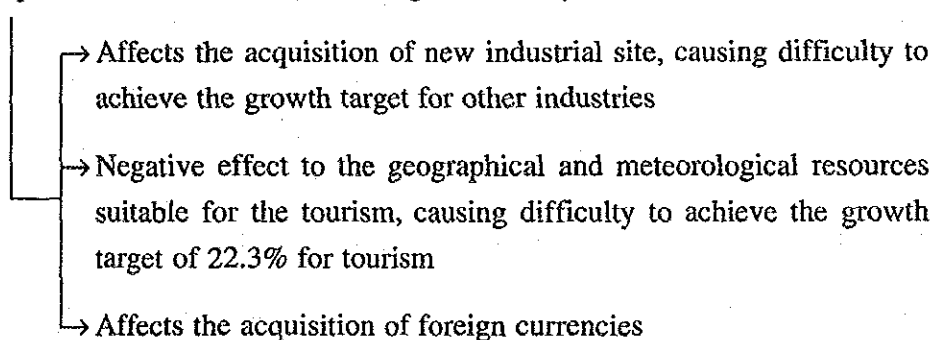 → Affects the acquisition of new industrial site, causing difficulty to
achieve the growth target for other industries
→ Negative effect to the geographical and meteorological resources
suitable for the tourism, causing difficulty to achieve the growth
target of 22.3% for tourism
→ Affects the acquisition of foreign currencies